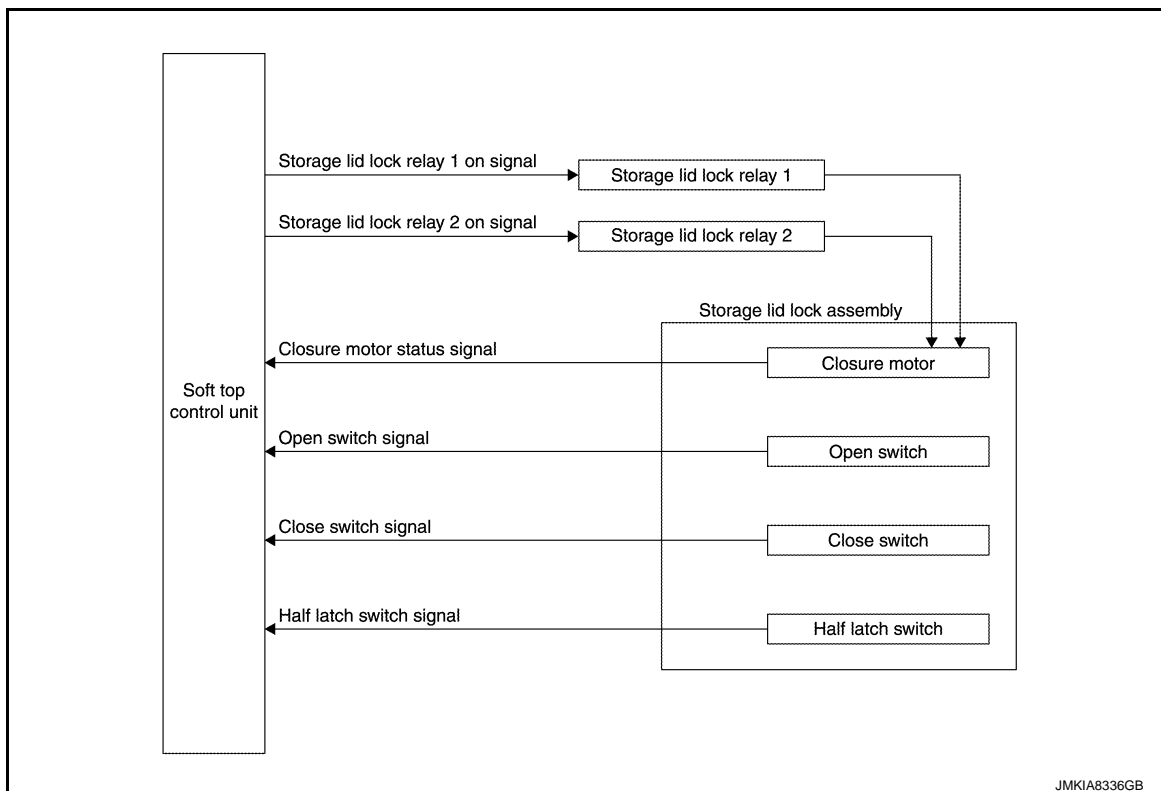 Storage lid lock relay 1 on signal
Storage lid lock relay 1
Storage lid lock relay 2 on signal
Storage lid lock relay 2
Storage lid lock assembly
Closure motor status signal
Closure motor
Soft top
control unit
Open switch signal
Open switch
Close switch signal
Close switch
Half latch switch signal
Half latch switch
JMKIA8336GB